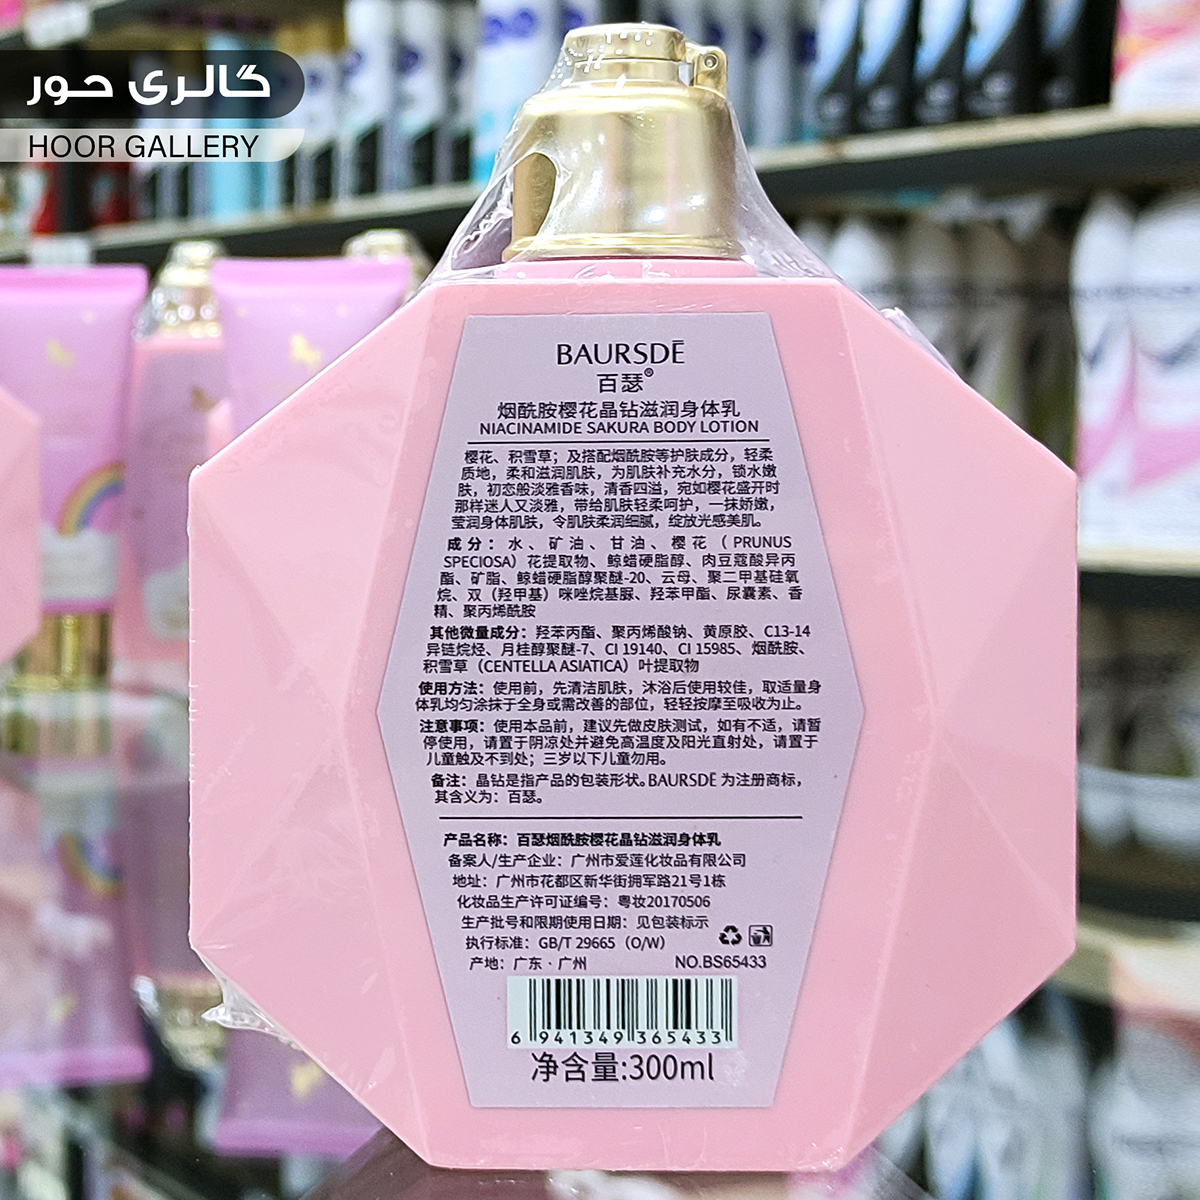 گالری حور
HOOR GALLERY
BAURSDĒ
百瑟®
烟酰胺樱花晶钻滋润身体乳
NIACINAMIDE SAKURA BODY LOTION
樱花、积雪草；及搭配烟酰胺等护肤成分，轻柔
质地，柔和滋润肌肤，为肌肤补充水分，锁水嫩
肤，初恋般淡雅香味，清香四溢，宛如樱花盛开时
那样迷人又淡雅，带给肌肤轻柔呵护，一抹娇嫩，
莹润身体肌肤，令肌肤柔润细腻，绽放光感美肌。
成分：水、矿油、甘油、樱花（PRUNUS
SPECIOSA）花提取物、鲸蜡硬脂醇、肉豆蔻酸异丙
酯、矿脂、鲸蜡硬脂醇聚醚-20、云母、聚二甲基硅氧
烷、双（羟甲基）咪唑烷基脲、羟苯甲酯、尿囊素、香
精、聚丙烯酰胺
其他微量成分：羟苯丙酯、聚丙烯酸钠、黄原胶、C13-14
异链烷烃、月桂醇聚醚-7、CI 19140、CI 15985、烟酰胺、
积雪草（CENTELLA ASIATICA）叶提取物
使用方法：使用前，先清洁肌肤，沐浴后使用较佳，取适量身
体乳均匀涂抹于全身或需改善的部位，轻轻按摩至吸收为止。
注意事项：使用本品前，建议先做皮肤测试，如有不适，请暂
停使用，请置于阴凉处并避免高温度及阳光直射处，请置于
儿童触及不到处；三岁以下儿童勿用。
备注：晶钻是指产品的包装形状。BAURSDĒ 为注册商标，
其含义为：百瑟。
产品名称：百瑟烟酰胺樱花晶钻滋润身体乳
备案人/生产企业：广州市爱莲化妆品有限公司
地址：广州市花都区新华街拥军路21号1栋
化妆品生产许可证编号：粤妆20170506
生产批号和限期使用日期：见包装标示
执行标准：GB/T 29665（O/W）
产地：广东·广州 NO.BS65433
6 941349 365433
净含量:300ml